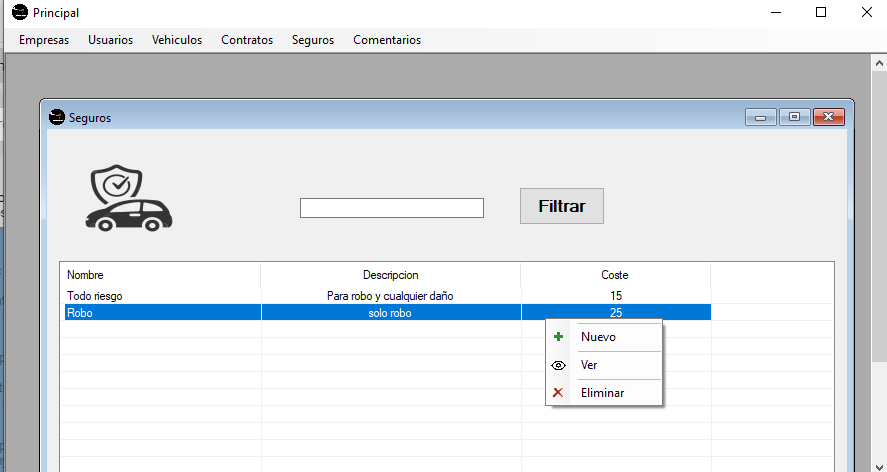 Principal
Empresas Usuarios Vehiculos Contratos Seguros Comentarios
Seguros
Filtrar
Nombre Descripcion Coste
Todo riesgo Para robo y cualquier daño 15
Robo solo robo 25
Nuevo
Ver
Eliminar